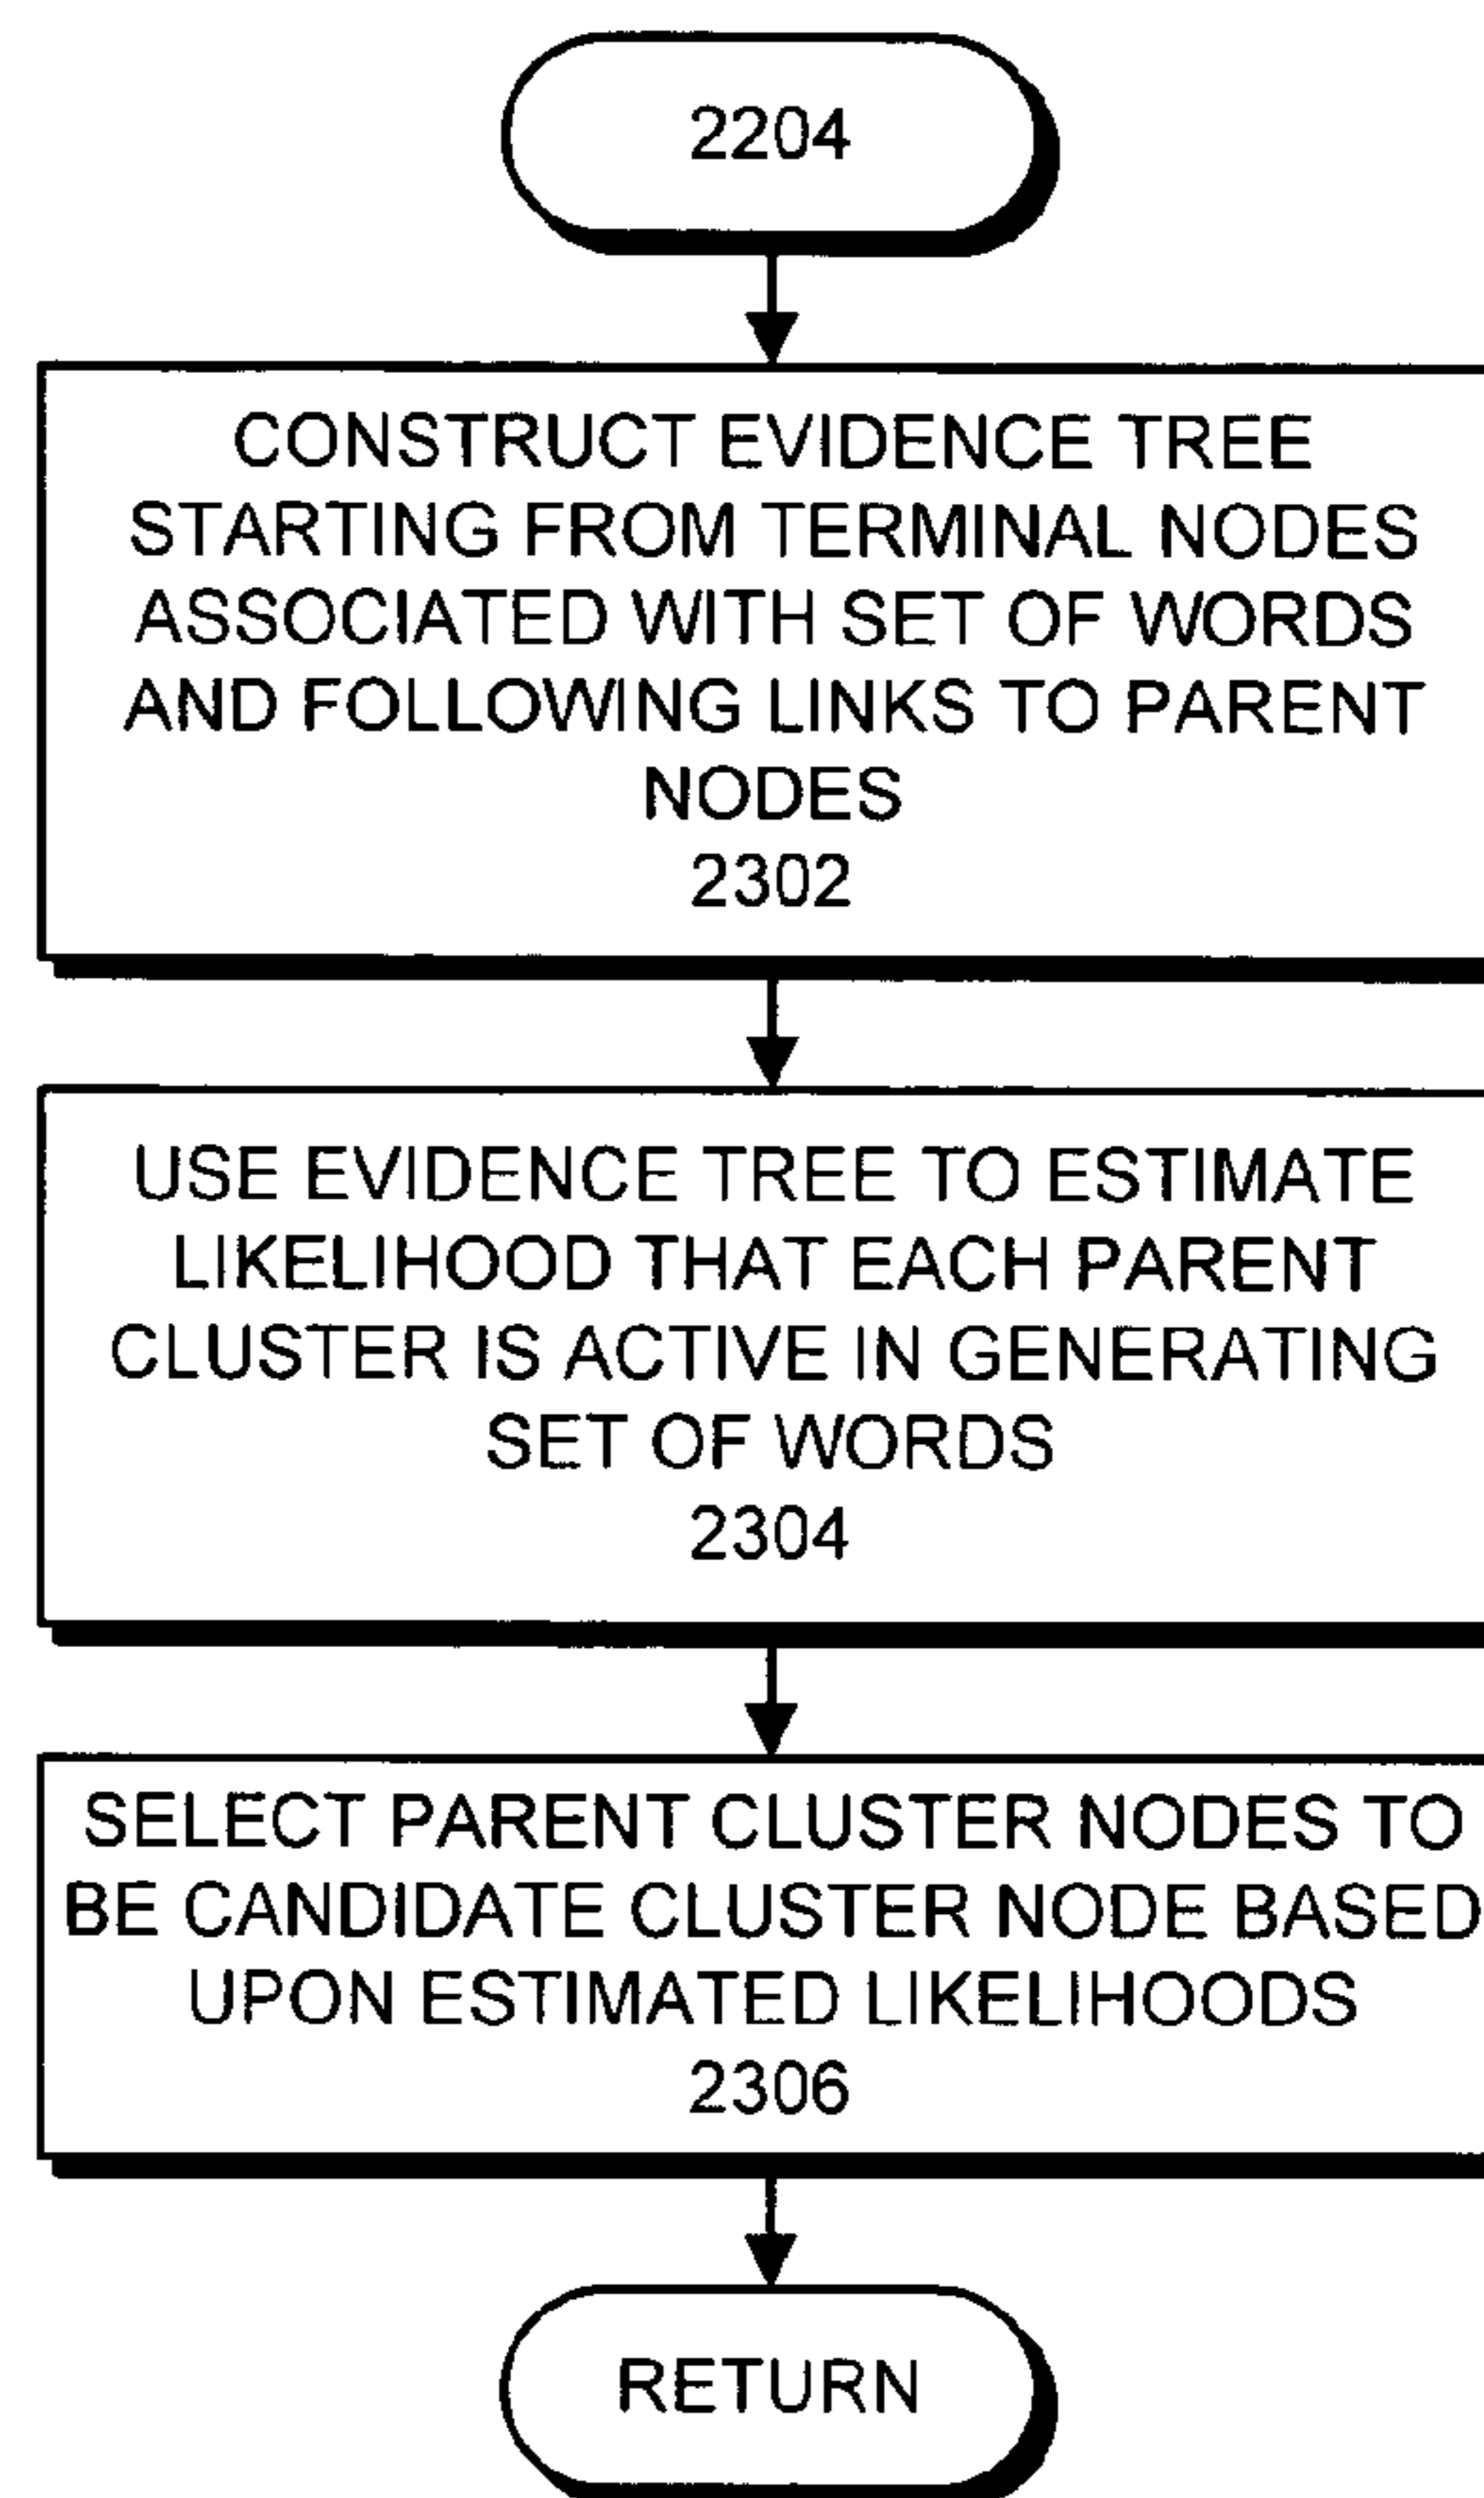 2204
CONSTRUCT EVIDENCE TREE
STARTING FROM TERMINAL NODES
ASSOCIATED WITH SET OF WORDS
AND FOLLOWING LINKS TO PARENT
NODES
2302
USE EVIDENCE TREE TO ESTIMATE
LIKELIHOOD THAT EACH PARENT
CLUSTER IS ACTIVE IN GENERATING
SET OF WORDS
2304
SELECT PARENT CLUSTER NODES TO
BE CANDIDATE CLUSTER NODE BASED
UPON ESTIMATED LIKELIHOODS
2306
RETURN